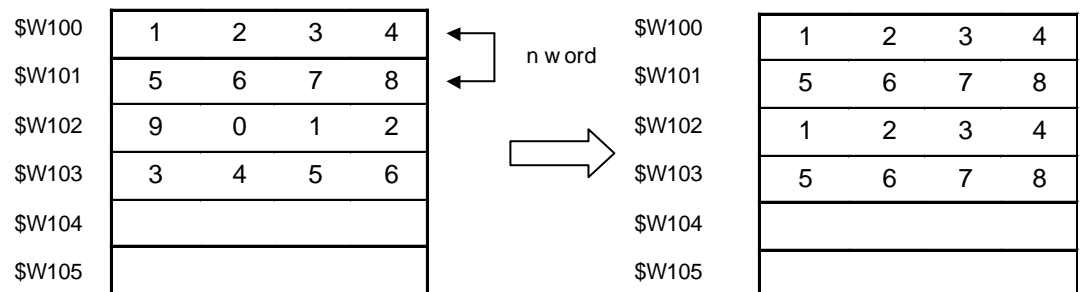 $W100 1 2 3 4 $W100 1 2 3 4
n word
$W101 5 6 7 8 $W101 5 6 7 8
$W102 9 0 1 2 $W102 1 2 3 4
$W103 3 4 5 6 $W103 5 6 7 8
$W104 $W104
$W105 $W105